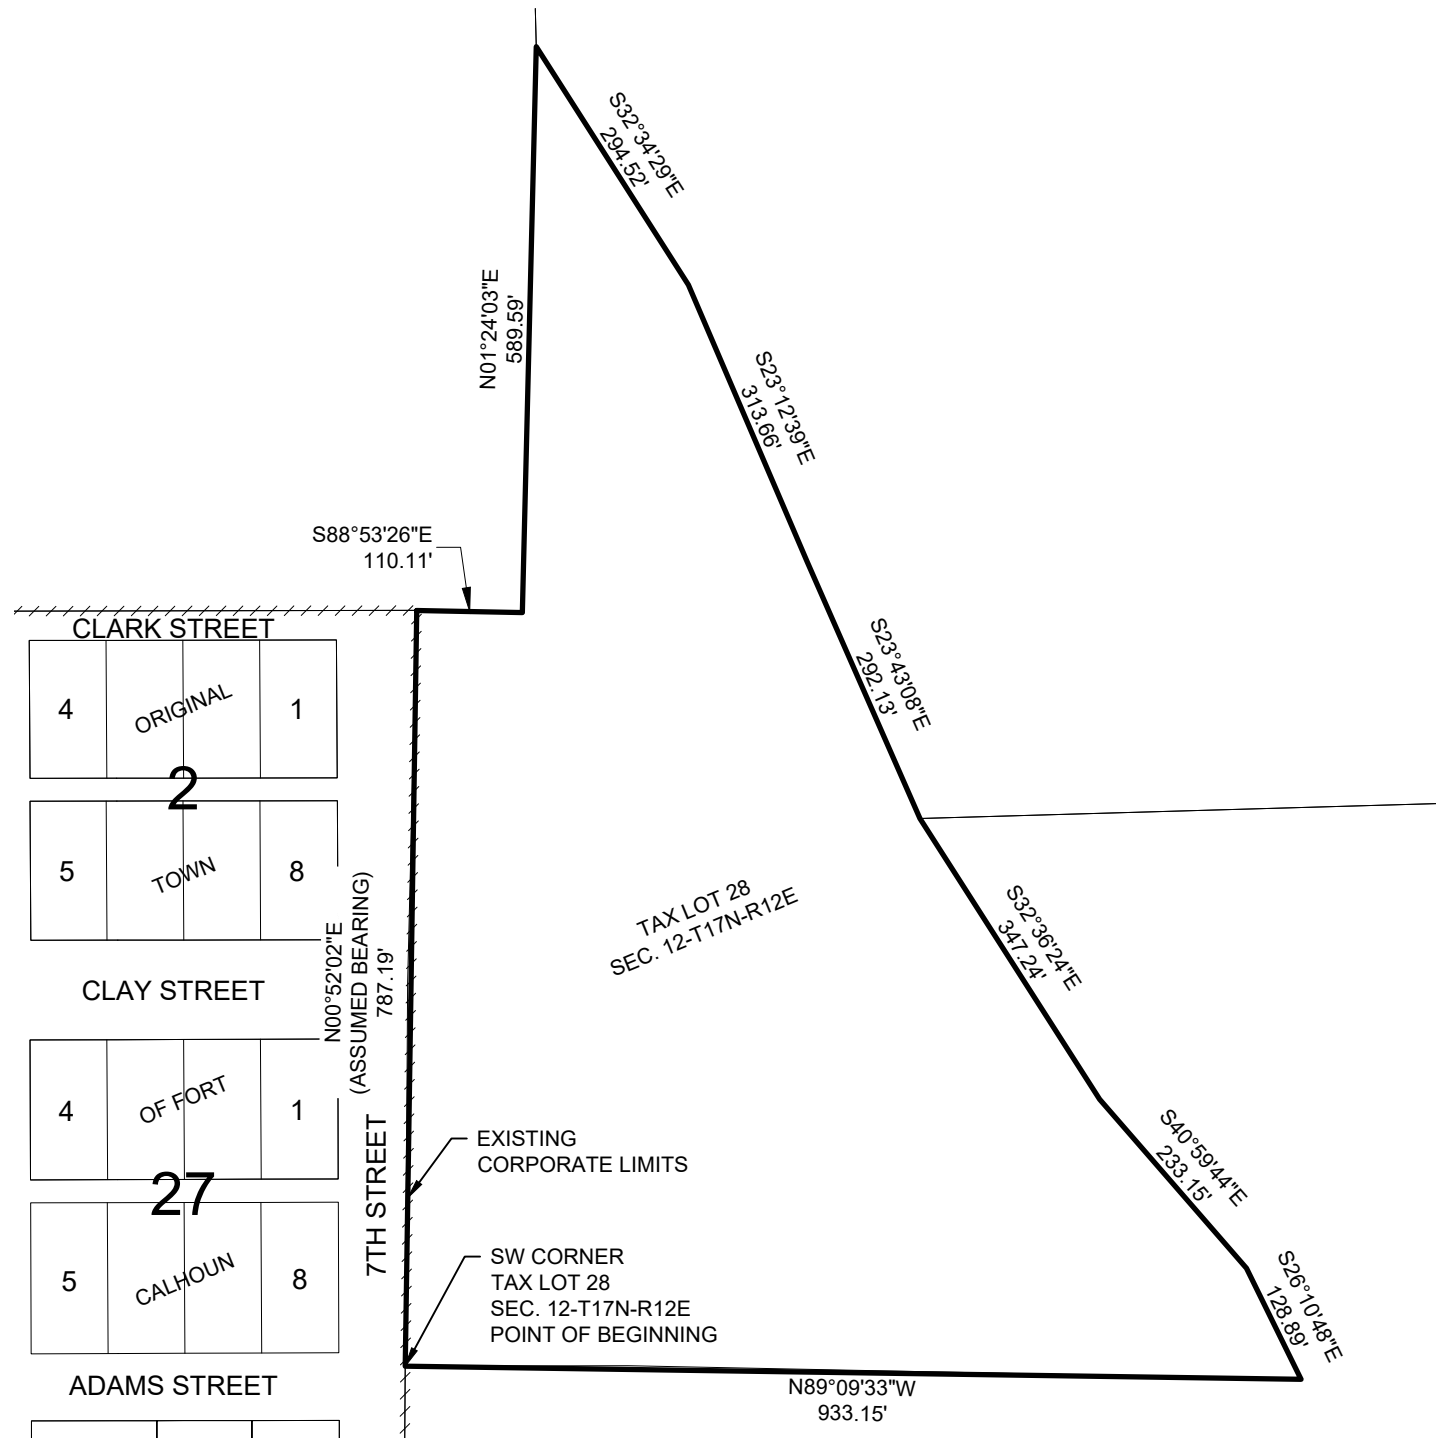 S32°34'29"E
294.52'
N01°24'03"E
589.59'
S23°12'39"E
313.66'
S88°53'26"E
110.11'
CLARK STREET
4
ORIGINAL
1
2
5
TOWN
8
S23°43'08"E
292.13'
TAX LOT 28
SEC. 12-T17N-R12E
N00°52'02"E
(ASSUMED BEARING)
787.19'
S32°36'24"E
347.24'
CLAY STREET
4
OF FORT
1
27
5
CALHOUN
8
7TH STREET
EXISTING
CORPORATE LIMITS
S40°59'44"E
233.15'
SW CORNER
TAX LOT 28
SEC. 12-T17N-R12E
POINT OF BEGINNING
S26°10'48"E
128.89'
ADAMS STREET
N89°09'33"W
933.15'